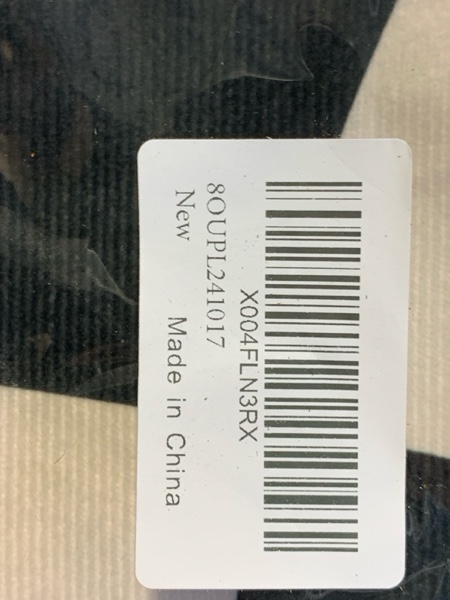 X004FLN3RX
8OUPL241017
New
Made in China